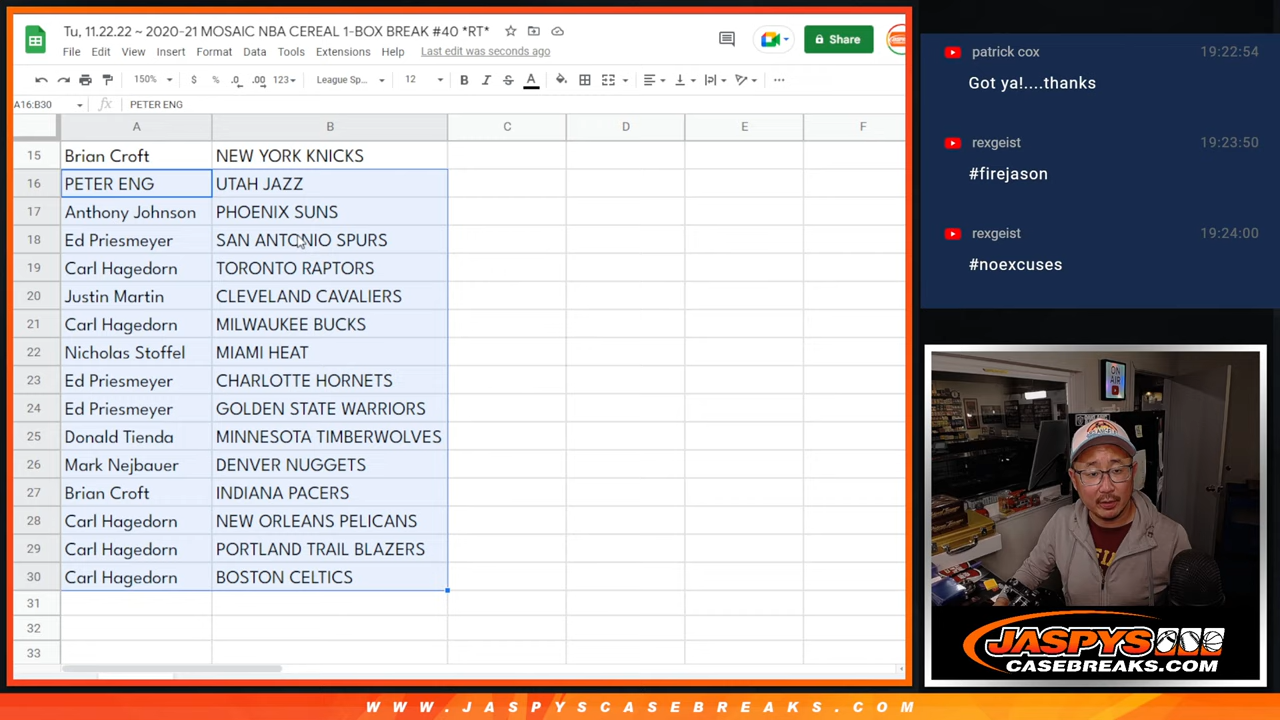 Tu, 11.22.22 ~ 2020-21 MOSAIC NBA CEREAL 1-BOX BREAK #40 *RT*
File Edit View Insert Format Data Tools Extensions Help Last edit was seconds ago
Share
150% $ % .0 .00 123 League Sp... 12 B I S A
A16:B30 fx PETER ENG
A B C D E F
15 Brian Croft NEW YORK KNICKS
16 PETER ENG UTAH JAZZ
17 Anthony Johnson PHOENIX SUNS
18 Ed Priesmeyer SAN ANTONIO SPURS
19 Carl Hagedorn TORONTO RAPTORS
20 Justin Martin CLEVELAND CAVALIERS
21 Carl Hagedorn MILWAUKEE BUCKS
22 Nicholas Stoffel MIAMI HEAT
23 Ed Priesmeyer CHARLOTTE HORNETS
24 Ed Priesmeyer GOLDEN STATE WARRIORS
25 Donald Tienda MINNESOTA TIMBERWOLVES
26 Mark Nejbauer DENVER NUGGETS
27 Brian Croft INDIANA PACERS
28 Carl Hagedorn NEW ORLEANS PELICANS
29 Carl Hagedorn PORTLAND TRAIL BLAZERS
30 Carl Hagedorn BOSTON CELTICS
31
32
33
patrick cox 19:22:54
Got ya!....thanks
rexgeist 19:23:50
#firejason
rexgeist 19:24:00
#noexcuses
ON AIR
JASPYS
CASEBREAKS.COM
WWW.JASPYSCASEBREAKS.COM